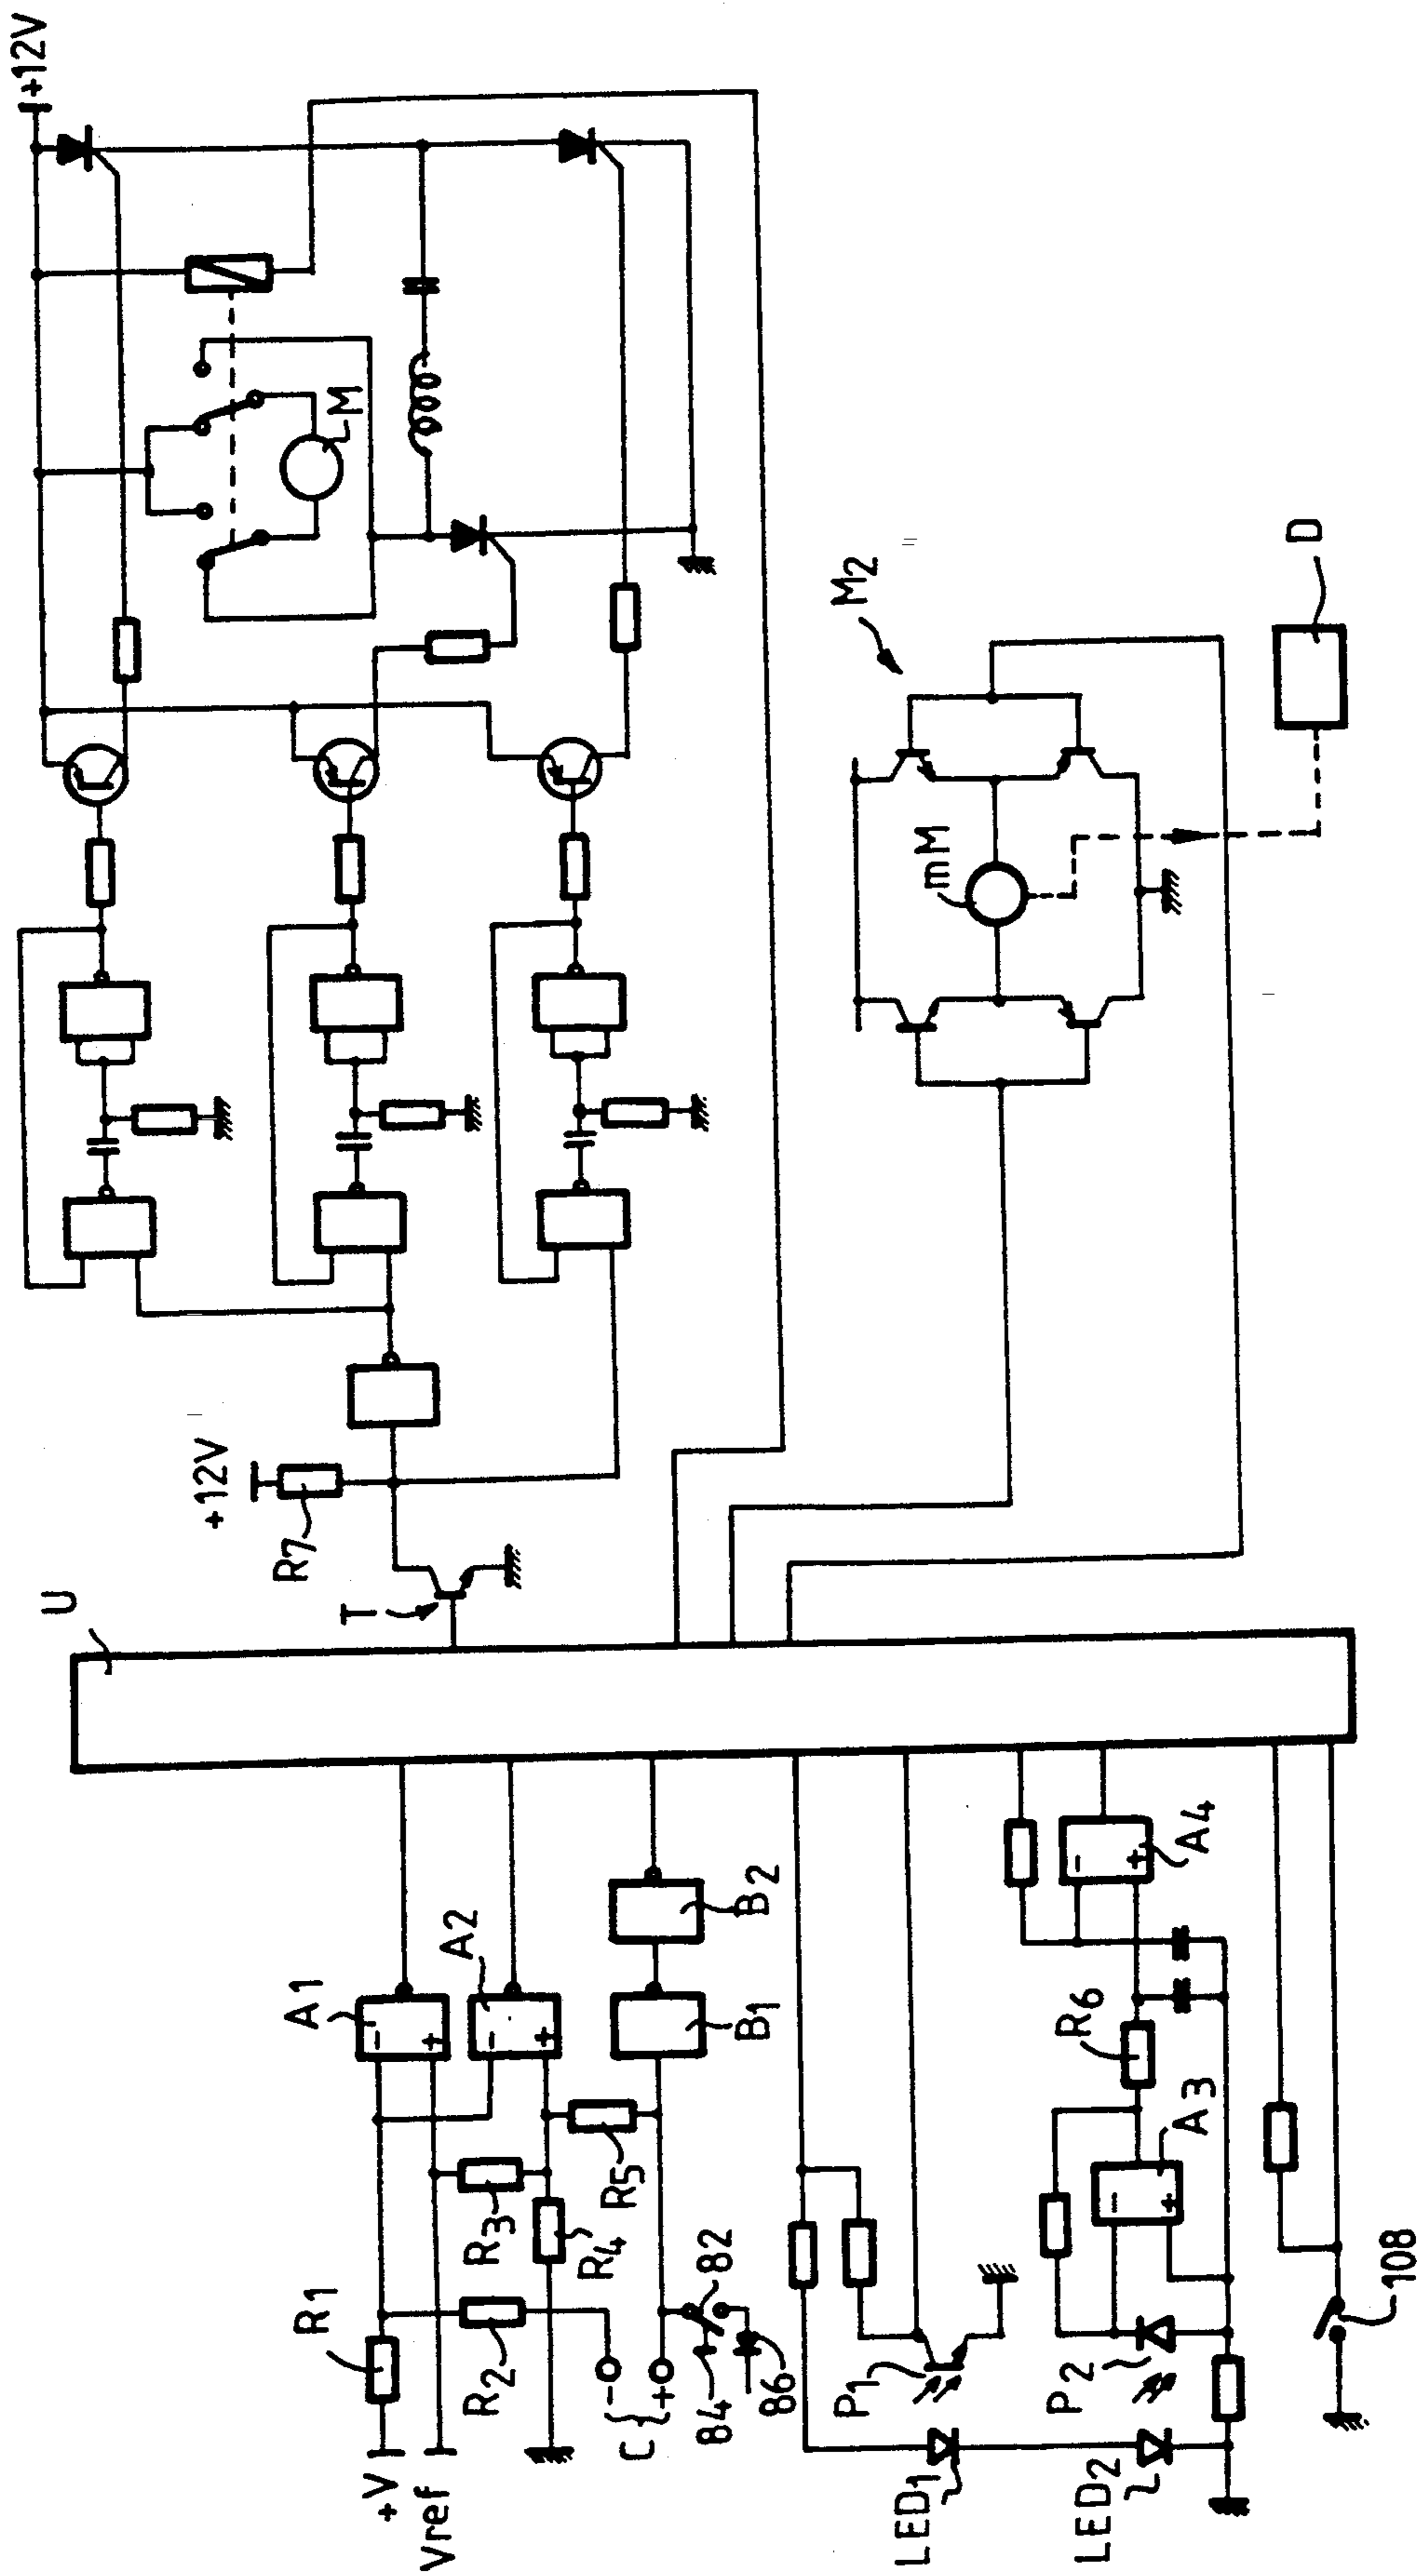 +12V
M
M2
D
mM
+12V
R7
T
U
A1
A2
- +
- +
B1
B2
R1
R2
R3
R4
R5
+V
Vref
C { - +
82
84
86
A4
- +
R6
A3
- +
P1
P2
LED1
LED2
108